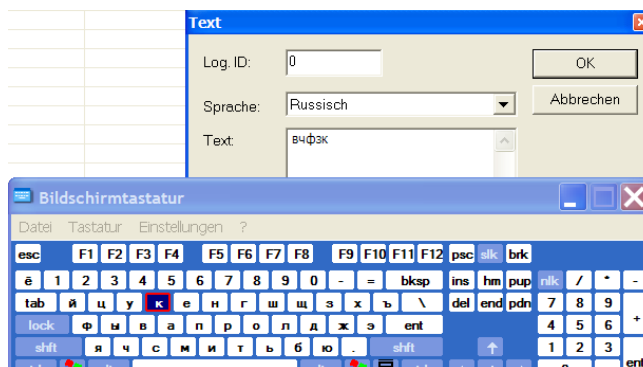 Text
Log. ID: 0 OK
Sprache: Russisch Abbrechen
Text: вчфзк
Bildschirmtastatur
Datei Tastatur Einstellungen ?
esc F1 F2 F3 F4 F5 F6 F7 F8 F9 F10 F11 F12 psc slk brk
ё 1 2 3 4 5 6 7 8 9 0 - = bksp ins hm pup nlk / * -
tab й ц у к е н г ш щ з х ъ \ del end pdn 7 8 9 +
lock ф ы в а п р о л д ж э ent 4 5 6
shft я ч с м и т ь б ю . shft 1 2 3 ent